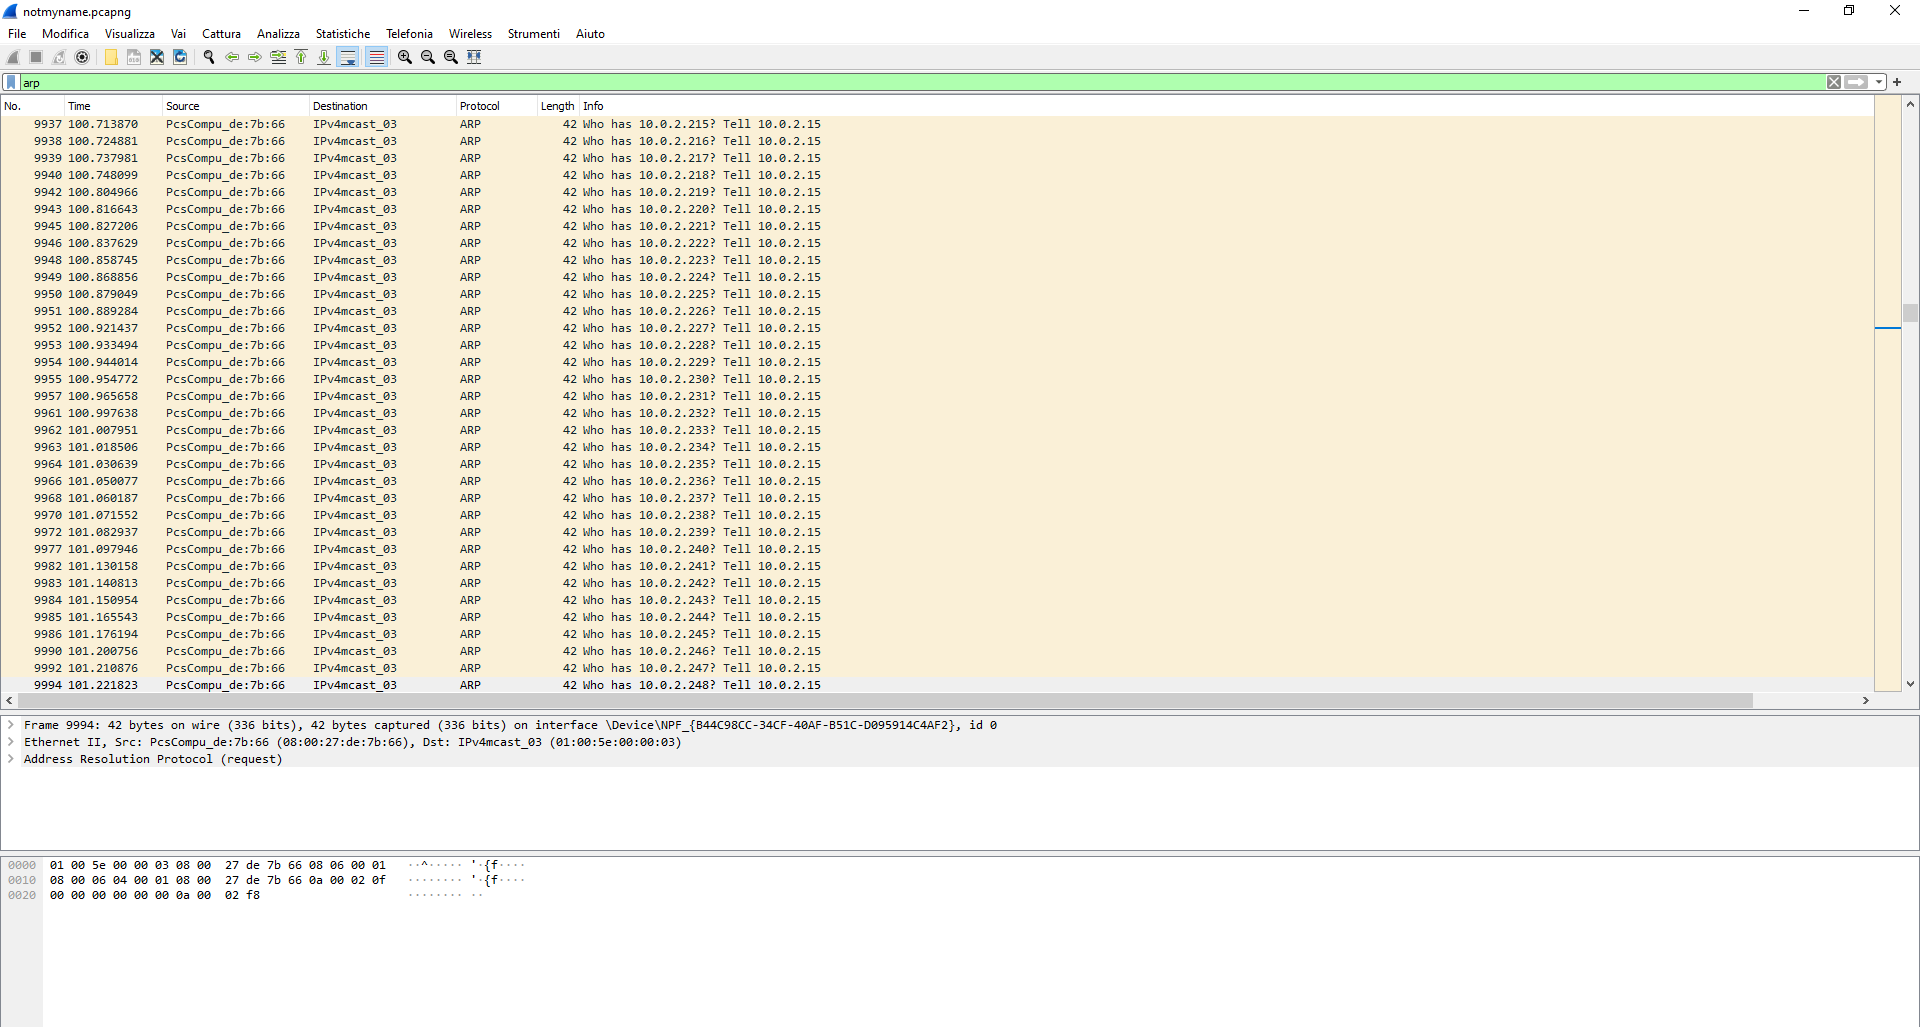 notmyname.pcapng
File Modifica Visualizza Vai Cattura Analizza Statistiche Telefonia Wireless Strumenti Aiuto
arp
No. Time Source Destination Protocol Length Info
9937 100.713870 PcsCompu_de:7b:66 IPv4mcast_03 ARP 42 Who has 10.0.2.215? Tell 10.0.2.15
9938 100.724881 PcsCompu_de:7b:66 IPv4mcast_03 ARP 42 Who has 10.0.2.216? Tell 10.0.2.15
9939 100.737981 PcsCompu_de:7b:66 IPv4mcast_03 ARP 42 Who has 10.0.2.217? Tell 10.0.2.15
9940 100.748099 PcsCompu_de:7b:66 IPv4mcast_03 ARP 42 Who has 10.0.2.218? Tell 10.0.2.15
9942 100.804966 PcsCompu_de:7b:66 IPv4mcast_03 ARP 42 Who has 10.0.2.219? Tell 10.0.2.15
9943 100.816643 PcsCompu_de:7b:66 IPv4mcast_03 ARP 42 Who has 10.0.2.220? Tell 10.0.2.15
9945 100.827206 PcsCompu_de:7b:66 IPv4mcast_03 ARP 42 Who has 10.0.2.221? Tell 10.0.2.15
9946 100.837629 PcsCompu_de:7b:66 IPv4mcast_03 ARP 42 Who has 10.0.2.222? Tell 10.0.2.15
9948 100.858745 PcsCompu_de:7b:66 IPv4mcast_03 ARP 42 Who has 10.0.2.223? Tell 10.0.2.15
9949 100.868856 PcsCompu_de:7b:66 IPv4mcast_03 ARP 42 Who has 10.0.2.224? Tell 10.0.2.15
9950 100.879049 PcsCompu_de:7b:66 IPv4mcast_03 ARP 42 Who has 10.0.2.225? Tell 10.0.2.15
9951 100.889284 PcsCompu_de:7b:66 IPv4mcast_03 ARP 42 Who has 10.0.2.226? Tell 10.0.2.15
9952 100.921437 PcsCompu_de:7b:66 IPv4mcast_03 ARP 42 Who has 10.0.2.227? Tell 10.0.2.15
9953 100.933494 PcsCompu_de:7b:66 IPv4mcast_03 ARP 42 Who has 10.0.2.228? Tell 10.0.2.15
9954 100.944014 PcsCompu_de:7b:66 IPv4mcast_03 ARP 42 Who has 10.0.2.229? Tell 10.0.2.15
9955 100.954772 PcsCompu_de:7b:66 IPv4mcast_03 ARP 42 Who has 10.0.2.230? Tell 10.0.2.15
9957 100.965658 PcsCompu_de:7b:66 IPv4mcast_03 ARP 42 Who has 10.0.2.231? Tell 10.0.2.15
9961 100.997638 PcsCompu_de:7b:66 IPv4mcast_03 ARP 42 Who has 10.0.2.232? Tell 10.0.2.15
9962 101.007951 PcsCompu_de:7b:66 IPv4mcast_03 ARP 42 Who has 10.0.2.233? Tell 10.0.2.15
9963 101.018506 PcsCompu_de:7b:66 IPv4mcast_03 ARP 42 Who has 10.0.2.234? Tell 10.0.2.15
9964 101.030639 PcsCompu_de:7b:66 IPv4mcast_03 ARP 42 Who has 10.0.2.235? Tell 10.0.2.15
9966 101.050077 PcsCompu_de:7b:66 IPv4mcast_03 ARP 42 Who has 10.0.2.236? Tell 10.0.2.15
9968 101.060187 PcsCompu_de:7b:66 IPv4mcast_03 ARP 42 Who has 10.0.2.237? Tell 10.0.2.15
9970 101.071552 PcsCompu_de:7b:66 IPv4mcast_03 ARP 42 Who has 10.0.2.238? Tell 10.0.2.15
9972 101.082937 PcsCompu_de:7b:66 IPv4mcast_03 ARP 42 Who has 10.0.2.239? Tell 10.0.2.15
9977 101.097946 PcsCompu_de:7b:66 IPv4mcast_03 ARP 42 Who has 10.0.2.240? Tell 10.0.2.15
9982 101.130158 PcsCompu_de:7b:66 IPv4mcast_03 ARP 42 Who has 10.0.2.241? Tell 10.0.2.15
9983 101.140813 PcsCompu_de:7b:66 IPv4mcast_03 ARP 42 Who has 10.0.2.242? Tell 10.0.2.15
9984 101.150954 PcsCompu_de:7b:66 IPv4mcast_03 ARP 42 Who has 10.0.2.243? Tell 10.0.2.15
9985 101.165543 PcsCompu_de:7b:66 IPv4mcast_03 ARP 42 Who has 10.0.2.244? Tell 10.0.2.15
9986 101.176194 PcsCompu_de:7b:66 IPv4mcast_03 ARP 42 Who has 10.0.2.245? Tell 10.0.2.15
9990 101.200756 PcsCompu_de:7b:66 IPv4mcast_03 ARP 42 Who has 10.0.2.246? Tell 10.0.2.15
9992 101.210876 PcsCompu_de:7b:66 IPv4mcast_03 ARP 42 Who has 10.0.2.247? Tell 10.0.2.15
9994 101.221823 PcsCompu_de:7b:66 IPv4mcast_03 ARP 42 Who has 10.0.2.248? Tell 10.0.2.15
Frame 9994: 42 bytes on wire (336 bits), 42 bytes captured (336 bits) on interface \Device\NPF_{B44C98CC-34CF-40AF-B51C-D095914C4AF2}, id 0
Ethernet II, Src: PcsCompu_de:7b:66 (08:00:27:de:7b:66), Dst: IPv4mcast_03 (01:00:5e:00:00:03)
Address Resolution Protocol (request)
0000 01 00 5e 00 00 03 08 00 27 de 7b 66 08 06 00 01 ··^····· '·{f····
0010 08 00 06 04 00 01 08 00 27 de 7b 66 0a 00 02 0f ········ '·{f····
0020 00 00 00 00 00 00 0a 00 02 f8 ········ ··